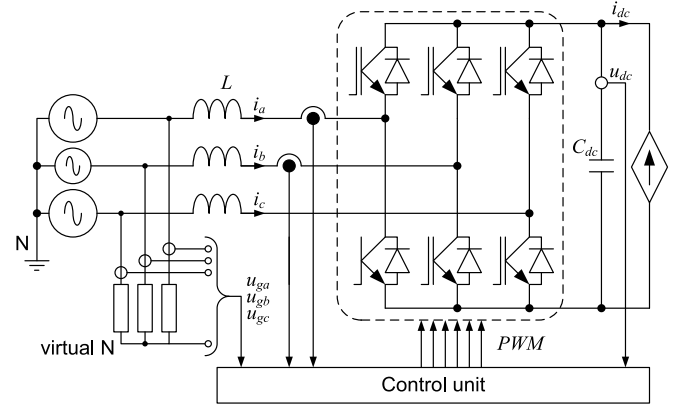 i_dc
L
u_dc
i_a
i_b
C_dc
i_c
N
u_ga
u_gb
u_gc
virtual N
PWM
Control unit